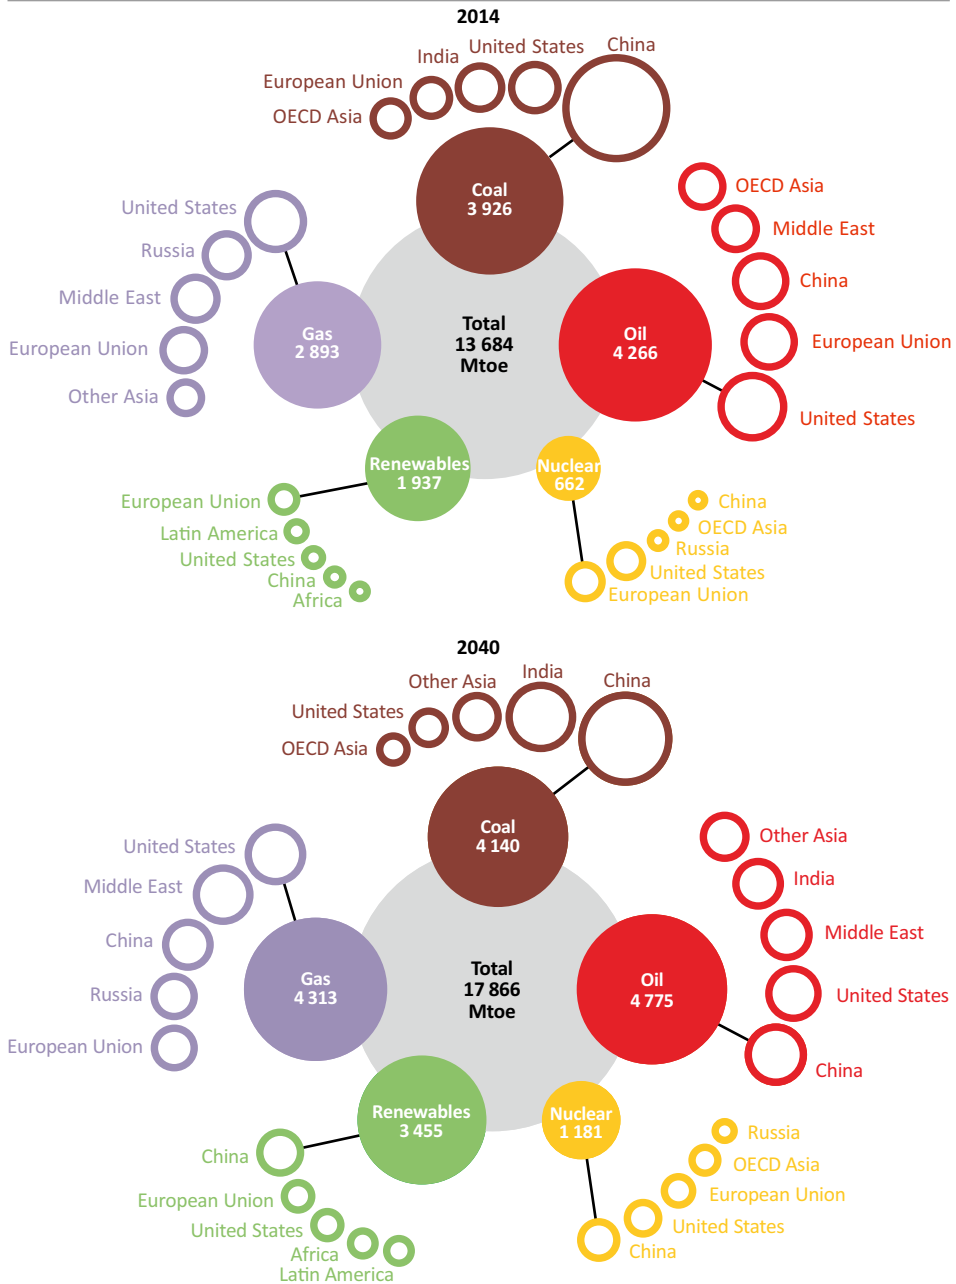 2014
China
United States
India
European Union
OECD Asia
Coal
3 926
United States
Russia
Middle East
European Union
Other Asia
Gas
2 893
Total
13 684
Mtoe
Oil
4 266
OECD Asia
Middle East
China
European Union
United States
Renewables
1 937
Nuclear
662
European Union
Latin America
United States
China
Africa
China
OECD Asia
Russia
United States
European Union
2040
China
India
Other Asia
United States
OECD Asia
Coal
4 140
United States
Middle East
China
Russia
European Union
Gas
4 313
Total
17 866
Mtoe
Oil
4 775
Other Asia
India
Middle East
United States
China
Renewables
3 455
Nuclear
1 181
China
European Union
United States
Africa
Latin America
Russia
OECD Asia
European Union
United States
China